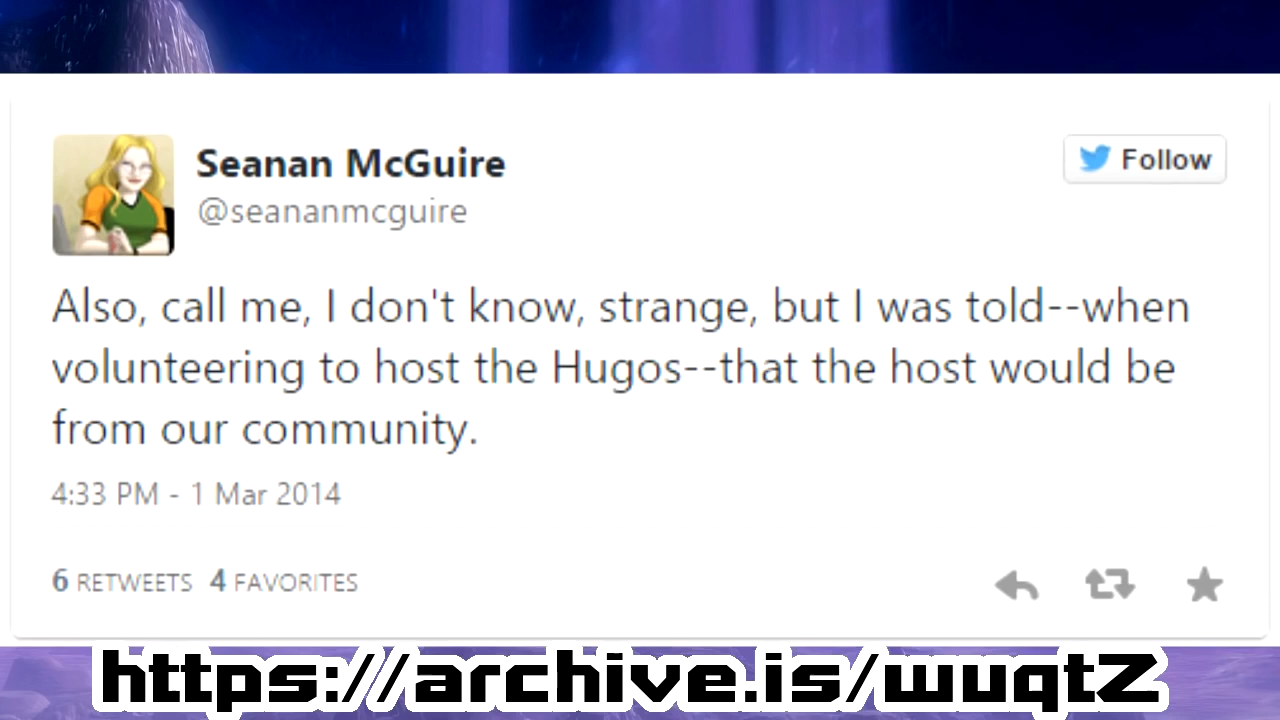 Seanan McGuire
Follow
@seananmcguire
Also, call me, I don't know, strange, but I was told--when
volunteering to host the Hugos--that the host would be
from our community.
4:33 PM - 1 Mar 2014
6 RETWEETS 4 FAVORITES
https://archive.is/wuqtZ